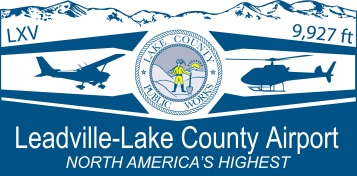 LXV
9,927 ft
LAKE COUNTY
PUBLIC WORKS
Leadville-Lake County Airport
NORTH AMERICA'S HIGHEST